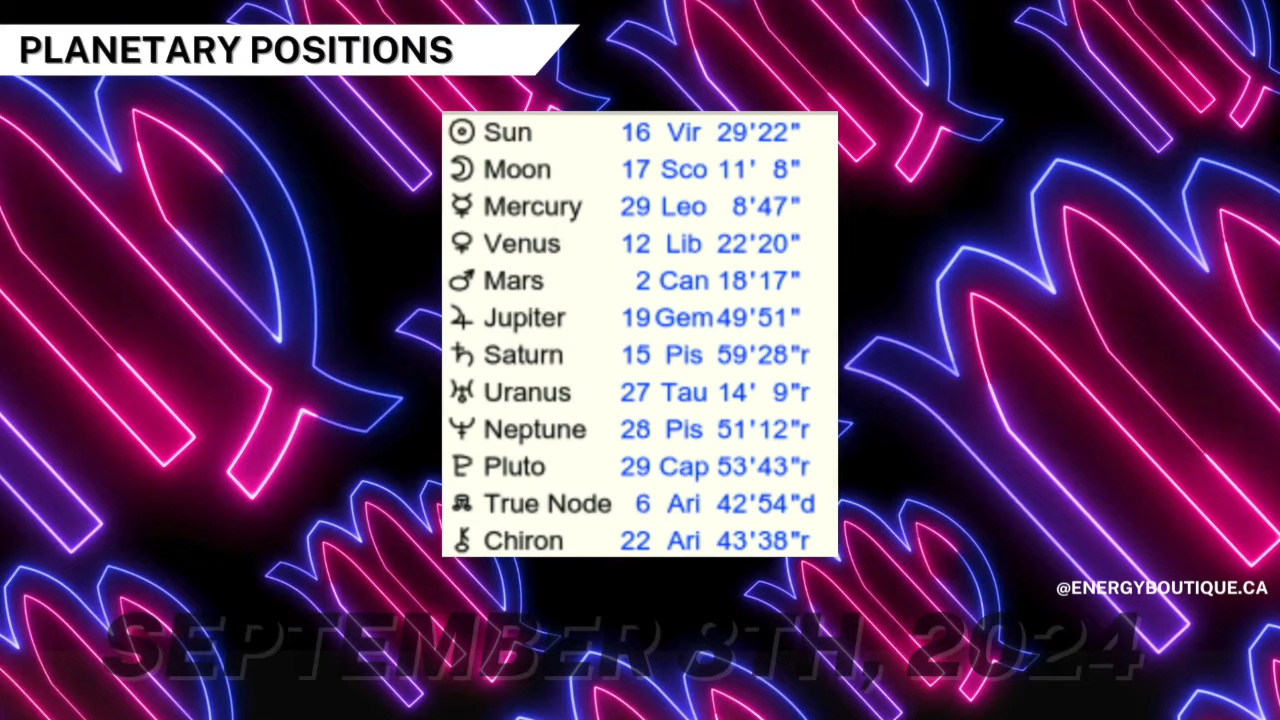 PLANETARY POSITIONS
Sun 16 Vir 29'22"
Moon 17 Sco 11' 8"
Mercury 29 Leo 8'47"
Venus 12 Lib 22'20"
Mars 2 Can 18'17"
Jupiter 19 Gem 49'51"
Saturn 15 Pis 59'28"r
Uranus 27 Tau 14' 9"r
Neptune 28 Pis 51'12"r
Pluto 29 Cap 53'43"r
True Node 6 Ari 42'54"d
Chiron 22 Ari 43'38"r
@ENERGYBOUTIQUE.CA
SEPTEMBER 8TH, 2024